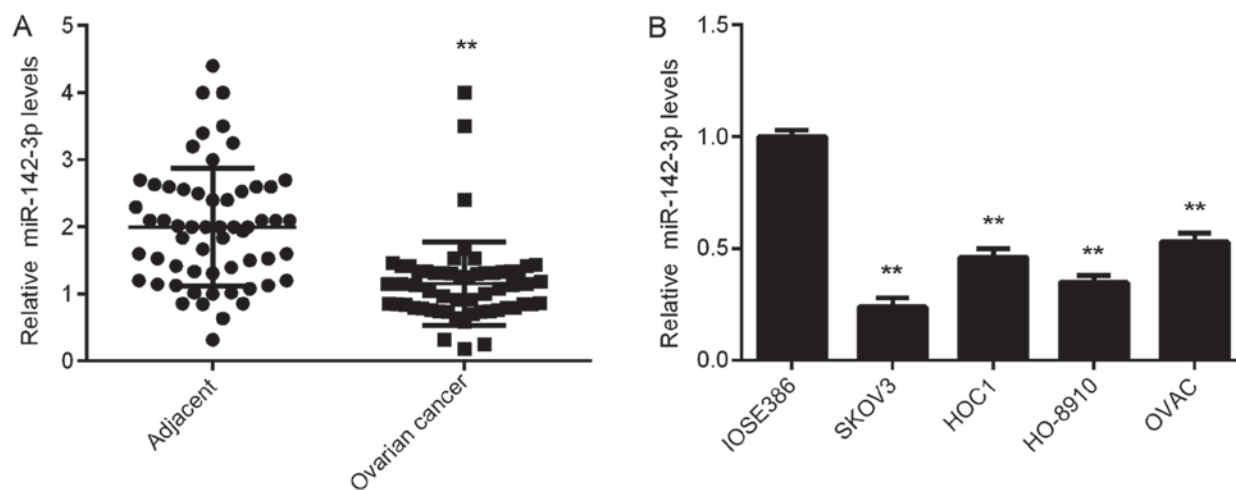 A
Relative miR-142-3p levels
5
4
3
2
1
0
**
Adjacent
Ovarian cancer
B
Relative miR-142-3p levels
1.5
1.0
0.5
0.0
**
**
**
**
IOSE386
SKOV3
HOC1
HO-8910
OVAC